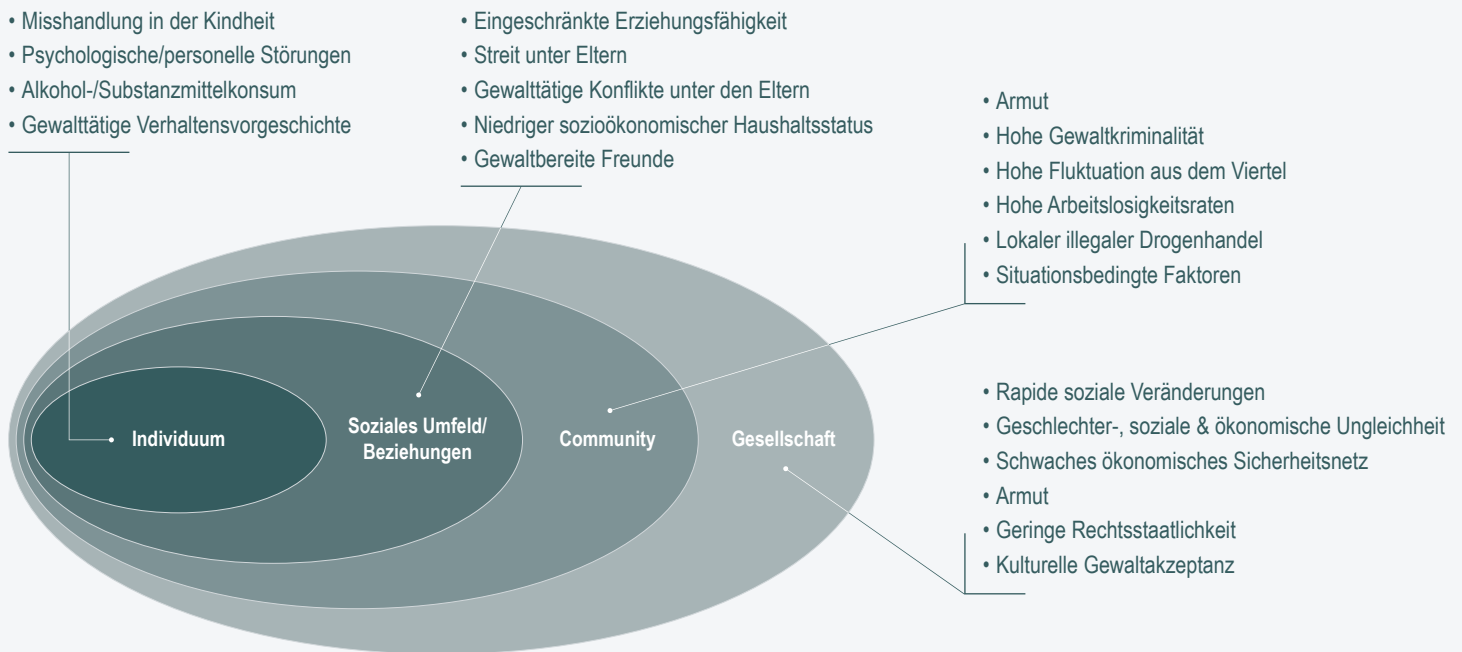 • Misshandlung in der Kindheit
• Psychologische/personelle Störungen
• Alkohol-/Substanzmittelkonsum
• Gewalttätige Verhaltensvorgeschichte
• Eingeschränkte Erziehungsfähigkeit
• Streit unter Eltern
• Gewalttätige Konflikte unter den Eltern
• Niedriger sozioökonomischer Haushaltsstatus
• Gewaltbereite Freunde
• Armut
• Hohe Gewaltkriminalität
• Hohe Fluktuation aus dem Viertel
• Hohe Arbeitslosigkeitsraten
• Lokaler illegaler Drogenhandel
• Situationsbedingte Faktoren
Individuum
Soziales Umfeld/
Beziehungen
Community
Gesellschaft
• Rapide soziale Veränderungen
• Geschlechter-, soziale & ökonomische Ungleichheit
• Schwaches ökonomisches Sicherheitsnetz
• Armut
• Geringe Rechtsstaatlichkeit
• Kulturelle Gewaltakzeptanz